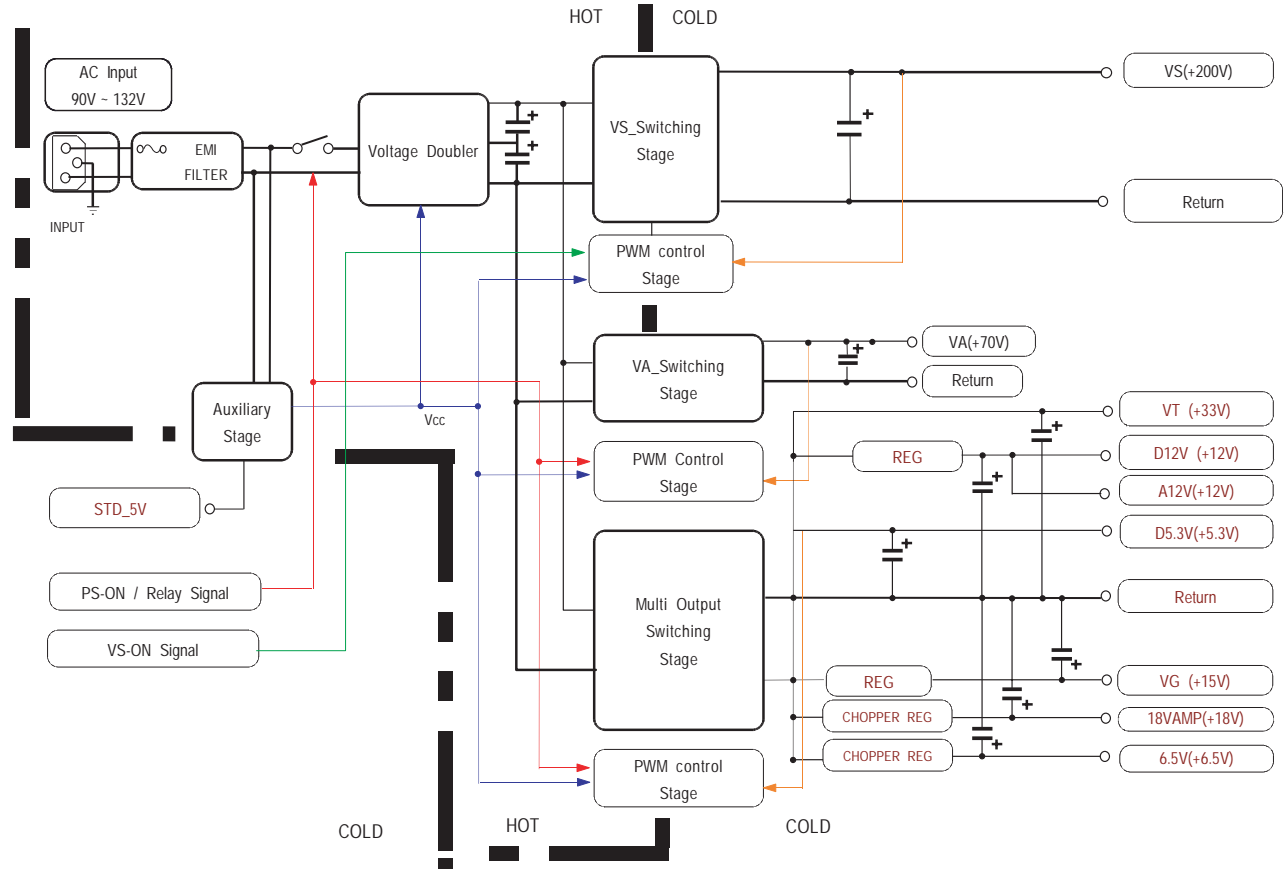 HOT
COLD
AC Input
90V ~ 132V
VS(+200V)
EMI
FILTER
Voltage Doubler
VS_Switching
Stage
+
+
+
INPUT
Return
PWM control
Stage
VA_Switching
Stage
+
VA(+70V)
Return
Auxiliary
Stage
Vcc
VT (+33V)
+
PWM Control
Stage
REG
D12V (+12V)
+
A12V(+12V)
STD_5V
D5.3V(+5.3V)
+
PS-ON / Relay Signal
Multi Output
Switching
Stage
Return
VS-ON Signal
+
REG
VG (+15V)
+
CHOPPER REG
18VAMP(+18V)
+
CHOPPER REG
6.5V(+6.5V)
PWM control
Stage
COLD
HOT
COLD